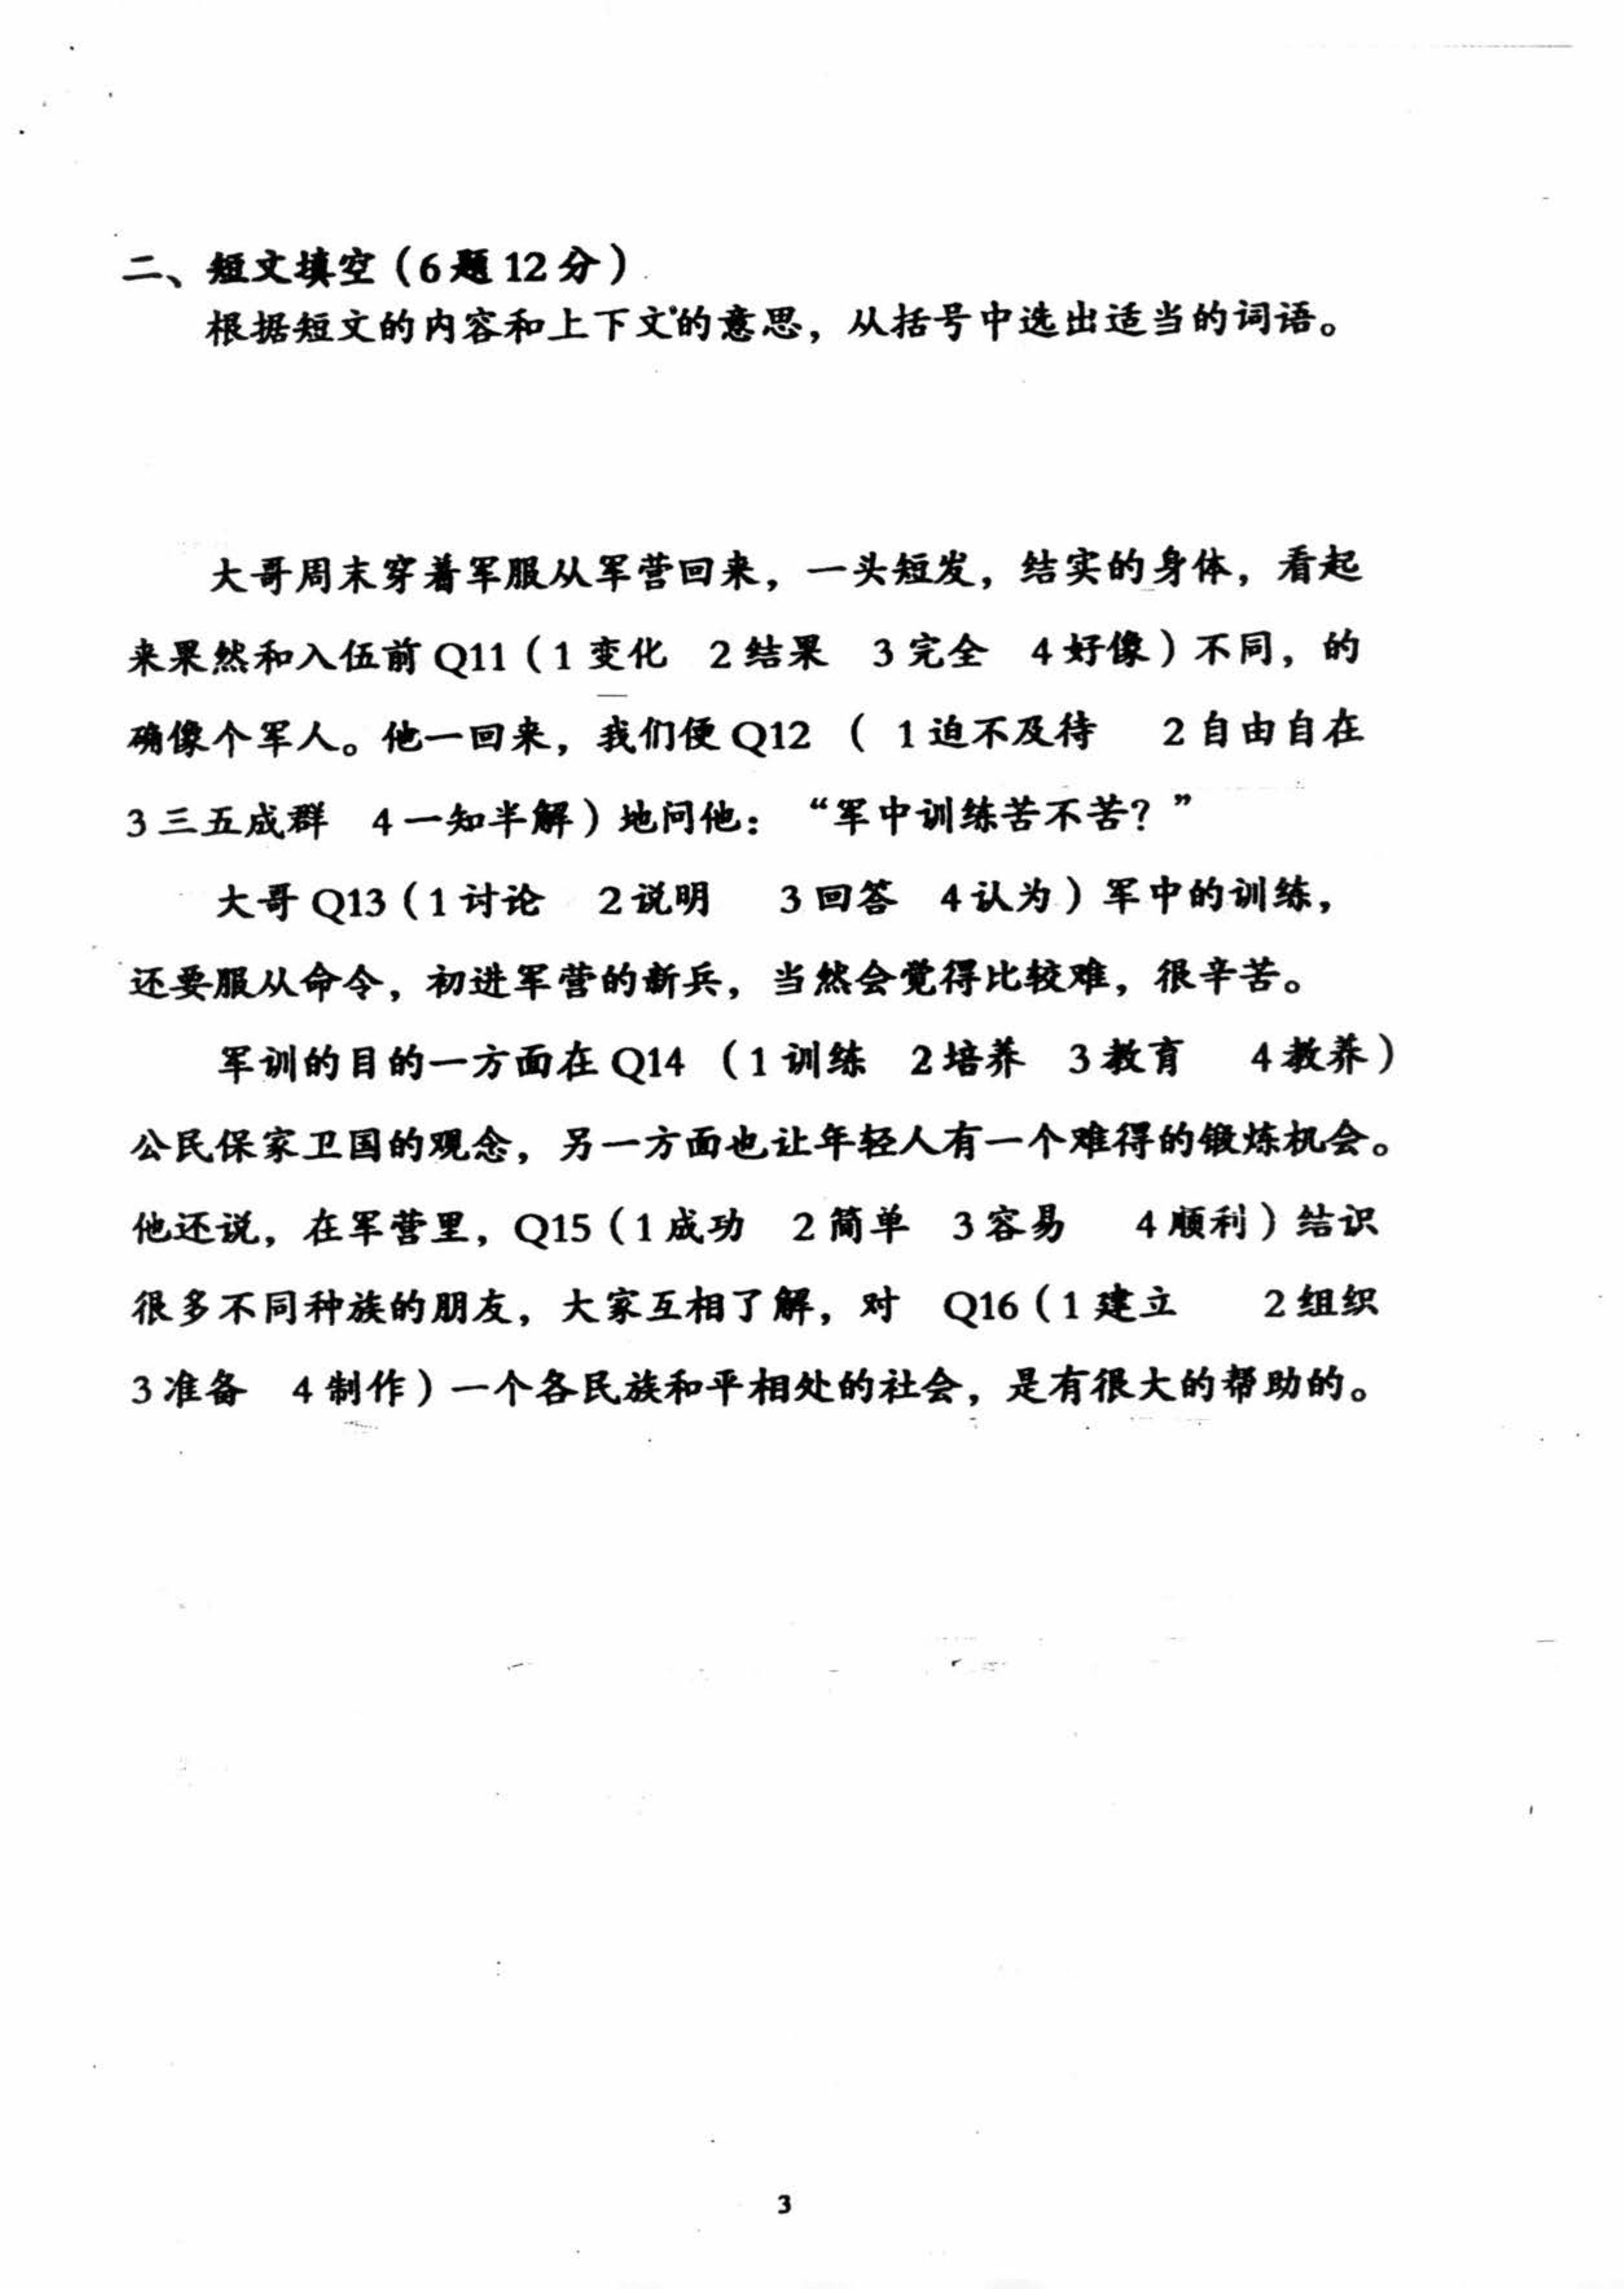 二、短文填空（6题12分）
根据短文的内容和上下文的意思，从括号中选出适当的词语。
大哥周末穿着军服从军营回来，一头短发，结实的身体，看起
来果然和入伍前Q11（1变化 2结果 3完全 4好像）不同，的
确像个军人。他一回来，我们便Q12 （ 1迫不及待 2自由自在
3三五成群 4一知半解）地问他：“军中训练苦不苦？”
大哥Q13（1讨论 2说明 3回答 4认为）军中的训练，
还要服从命令，初进军营的新兵，当然会觉得比较难，很辛苦。
军训的目的一方面在Q14 （1训练 2培养 3教育 4教养）
公民保家卫国的观念，另一方面也让年轻人有一个难得的锻炼机会。
他还说，在军营里，Q15（1成功 2简单 3容易 4顺利）结识
很多不同种族的朋友，大家互相了解，对 Q16（1建立 2组织
3准备 4制作）一个各民族和平相处的社会，是有很大的帮助的。
3